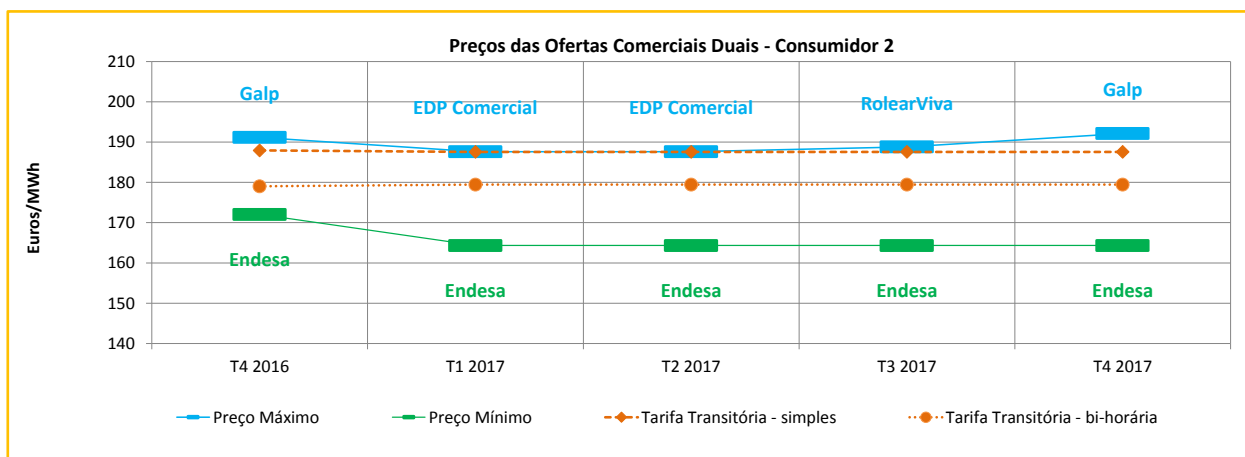 Preços das Ofertas Comerciais Duais - Consumidor 2
Euros/MWh
210
200
190
180
170
160
150
140
Galp
EDP Comercial
EDP Comercial
RolearViva
Galp
Endesa
Endesa
Endesa
Endesa
Endesa
T4 2016
T1 2017
T2 2017
T3 2017
T4 2017
Preço Máximo
Preço Mínimo
Tarifa Transitória - simples
Tarifa Transitória - bi-horária